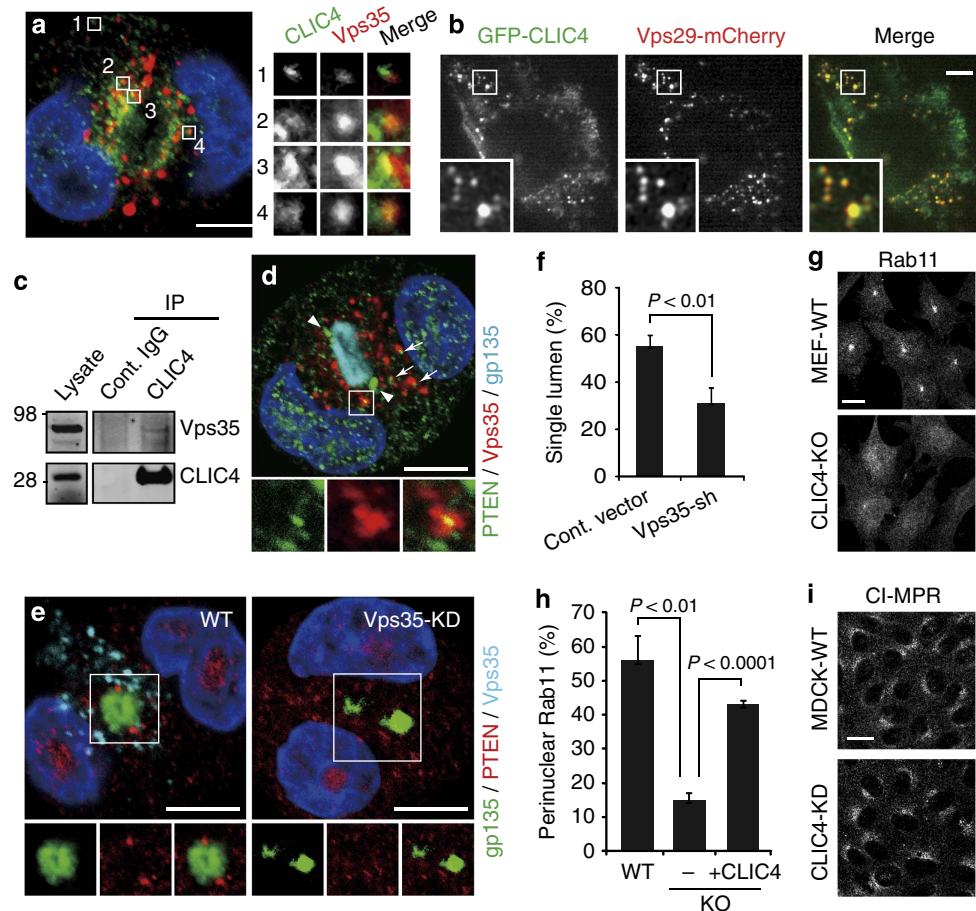 a
1
2
3
4
CLIC4
Vps35
Merge
1
2
3
4
b
GFP-CLIC4
Vps29-mCherry
Merge
c
IP
Lysate
Cont. IgG
CLIC4
98
Vps35
28
CLIC4
d
PTEN / Vps35 / gp135
e
WT
Vps35-KD
gp135 / PTEN / Vps35
f
Single lumen (%)
80
60
40
20
0
P < 0.01
Cont. vector
Vps35-sh
g
Rab11
MEF-WT
CLIC4-KO
h
Perinuclear Rab11 (%)
70
60
50
40
30
20
10
0
P < 0.01
P < 0.0001
WT
–
+CLIC4
KO
i
CI-MPR
MDCK-WT
CLIC4-KD